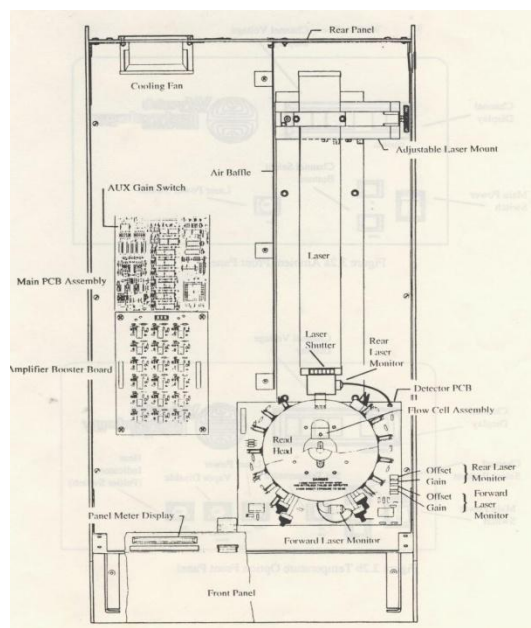 Rear Panel
Cooling Fan
Adjustable Laser Mount
Air Baffle
AUX Gain Switch
Laser
Main PCB Assembly
Laser
Shutter
Rear
Laser
Monitor
Amplifier Booster Board
Detector PCB
Flow Cell Assembly
Read
Head
DANGER
Offset
Gain
Rear Laser
Monitor
Offset
Gain
Forward
Laser
Monitor
Panel Meter Display
Forward Laser Monitor
Front Panel